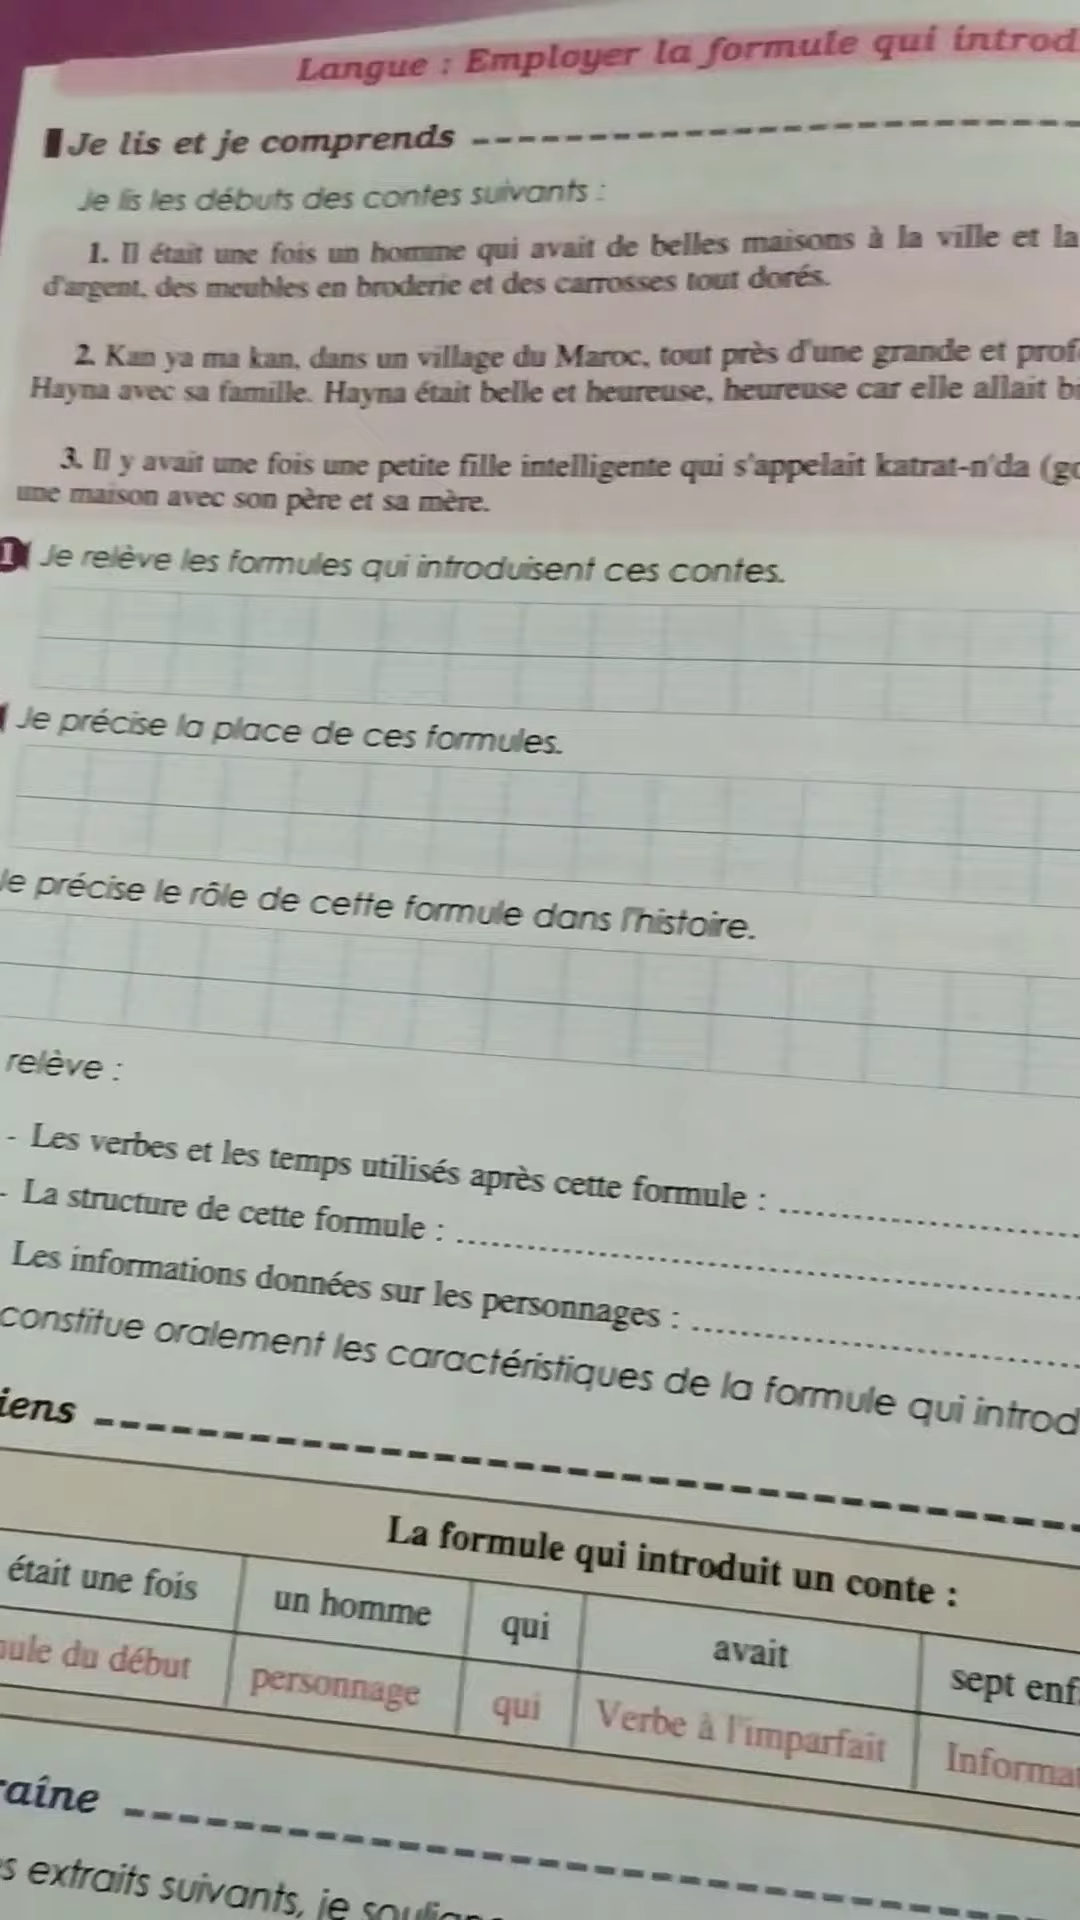 Langue : Employer la formule qui introd
Je lis et je comprends
Je lis les débuts des contes suivants :
1. Il était une fois un homme qui avait de belles maisons à la ville et la
d'argent, des meubles en broderie et des carrosses tout dorés.
2. Kan ya ma kan, dans un village du Maroc, tout près d'une grande et prof
Hayna avec sa famille. Hayna était belle et heureuse, heureuse car elle allait bi
3. Il y avait une fois une petite fille intelligente qui s'appelait katrat-n'da (go
une maison avec son père et sa mère.
1 Je relève les formules qui introduisent ces contes.
Je précise la place de ces formules.
Je précise le rôle de cette formule dans l'histoire.
relève :
- Les verbes et les temps utilisés après cette formule :
- La structure de cette formule :
Les informations données sur les personnages :
constitue oralement les caractéristiques de la formule qui introd
iens
La formule qui introduit un conte :
était une fois un homme qui avait sept enf
ule du début personnage qui Verbe à l'imparfait Informa
raîne
s extraits suivants, je soulign